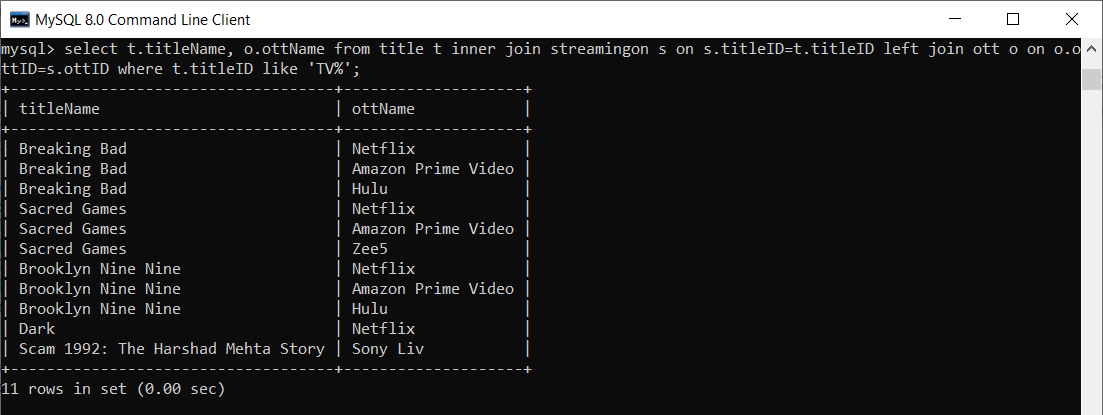 MySQL 8.0 Command Line Client
mysql> select t.titleName, o.ottName from title t inner join streamingon s on s.titleID=t.titleID left join ott o on o.o
ttID=s.ottID where t.titleID like 'TV%';
+-----------------------------------+--------------------+
| titleName                         | ottName            |
+-----------------------------------+--------------------+
| Breaking Bad                      | Netflix            |
| Breaking Bad                      | Amazon Prime Video |
| Breaking Bad                      | Hulu               |
| Sacred Games                      | Netflix            |
| Sacred Games                      | Amazon Prime Video |
| Sacred Games                      | Zee5               |
| Brooklyn Nine Nine                | Netflix            |
| Brooklyn Nine Nine                | Amazon Prime Video |
| Brooklyn Nine Nine                | Hulu               |
| Dark                              | Netflix            |
| Scam 1992: The Harshad Mehta Story | Sony Liv           |
+-----------------------------------+--------------------+
11 rows in set (0.00 sec)